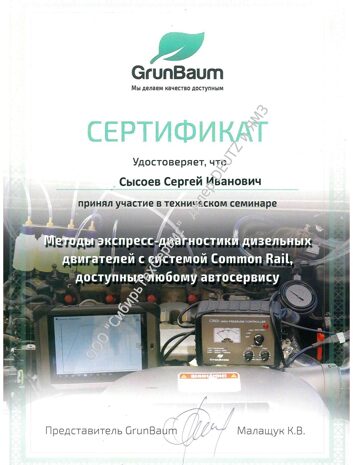 GrunBaum
Мы делаем качество доступным
СЕРТИФИКАТ
Удостоверяет, что
Сысоев Сергей Иванович
принял участие в техническом семинаре
Методы экспресс-диагностики дизельных
двигателей с системой Common Rail,
доступные любому автосервису
GrunBaum
Представитель GrunBaum
Малащук К.В.